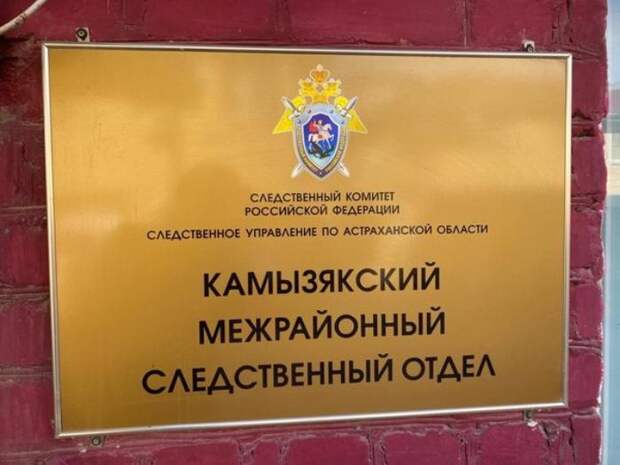 СЛЕДСТВЕННЫЙ КОМИТЕТ
РОССИЙСКОЙ ФЕДЕРАЦИИ
СЛЕДСТВЕННОЕ УПРАВЛЕНИЕ ПО АСТРАХАНСКОЙ ОБЛАСТИ
КАМЫЗЯКСКИЙ
МЕЖРАЙОННЫЙ
СЛЕДСТВЕННЫЙ ОТДЕЛ